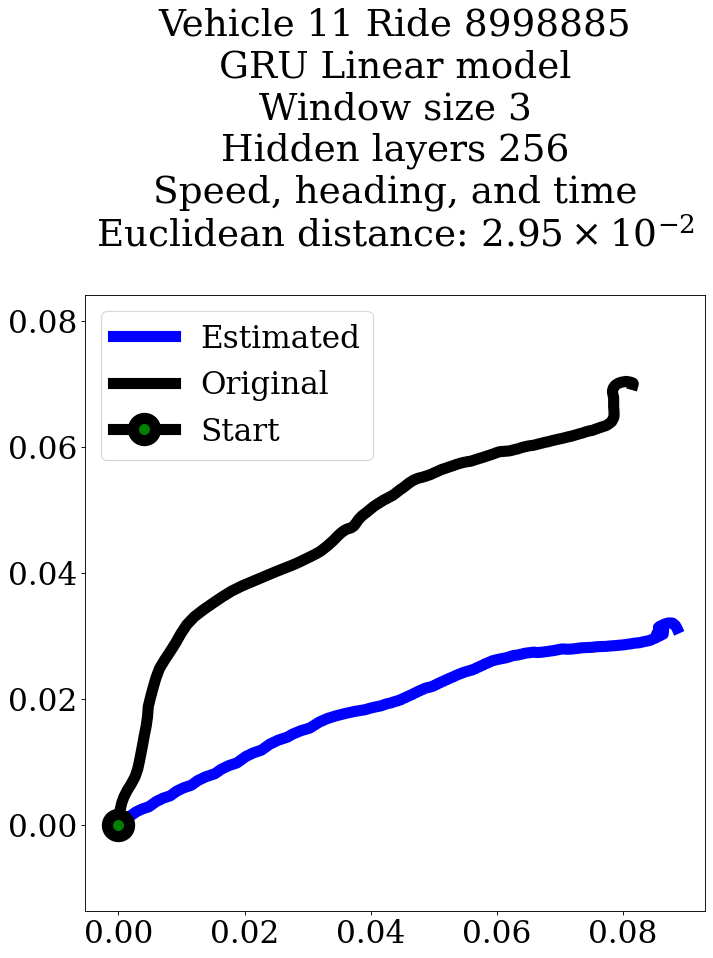 Vehicle 11 Ride 8998885
GRU Linear model
Window size 3
Hidden layers 256
Speed, heading, and time
Euclidean distance: 2.95 × 10⁻²
Estimated
Original
Start
0.08
0.06
0.04
0.02
0.00
0.00 0.02 0.04 0.06 0.08